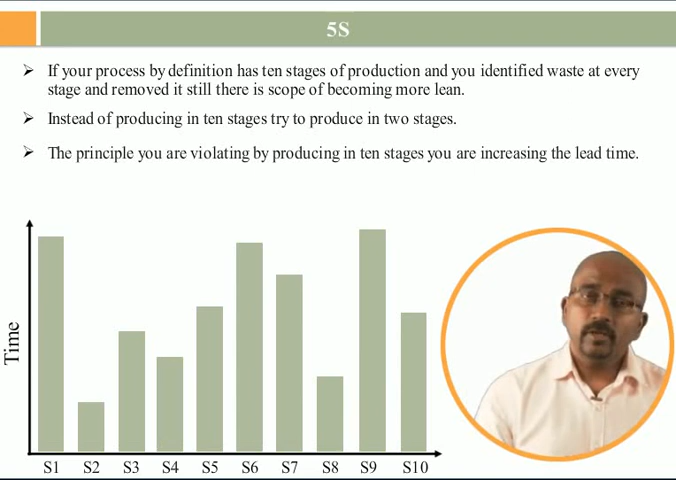 5S
➢ If your process by definition has ten stages of production and you identified waste at every
stage and removed it still there is scope of becoming more lean.
➢ Instead of producing in ten stages try to produce in two stages.
➢ The principle you are violating by producing in ten stages you are increasing the lead time.
Time
S1 S2 S3 S4 S5 S6 S7 S8 S9 S10